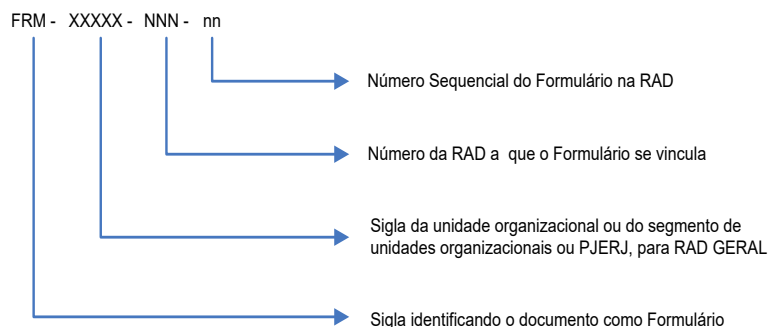 FRM - XXXXX - NNN - nn
Número Sequencial do Formulário na RAD
Número da RAD a que o Formulário se vincula
Sigla da unidade organizacional ou do segmento de
unidades organizacionais ou PJERJ, para RAD GERAL
Sigla identificando o documento como Formulário